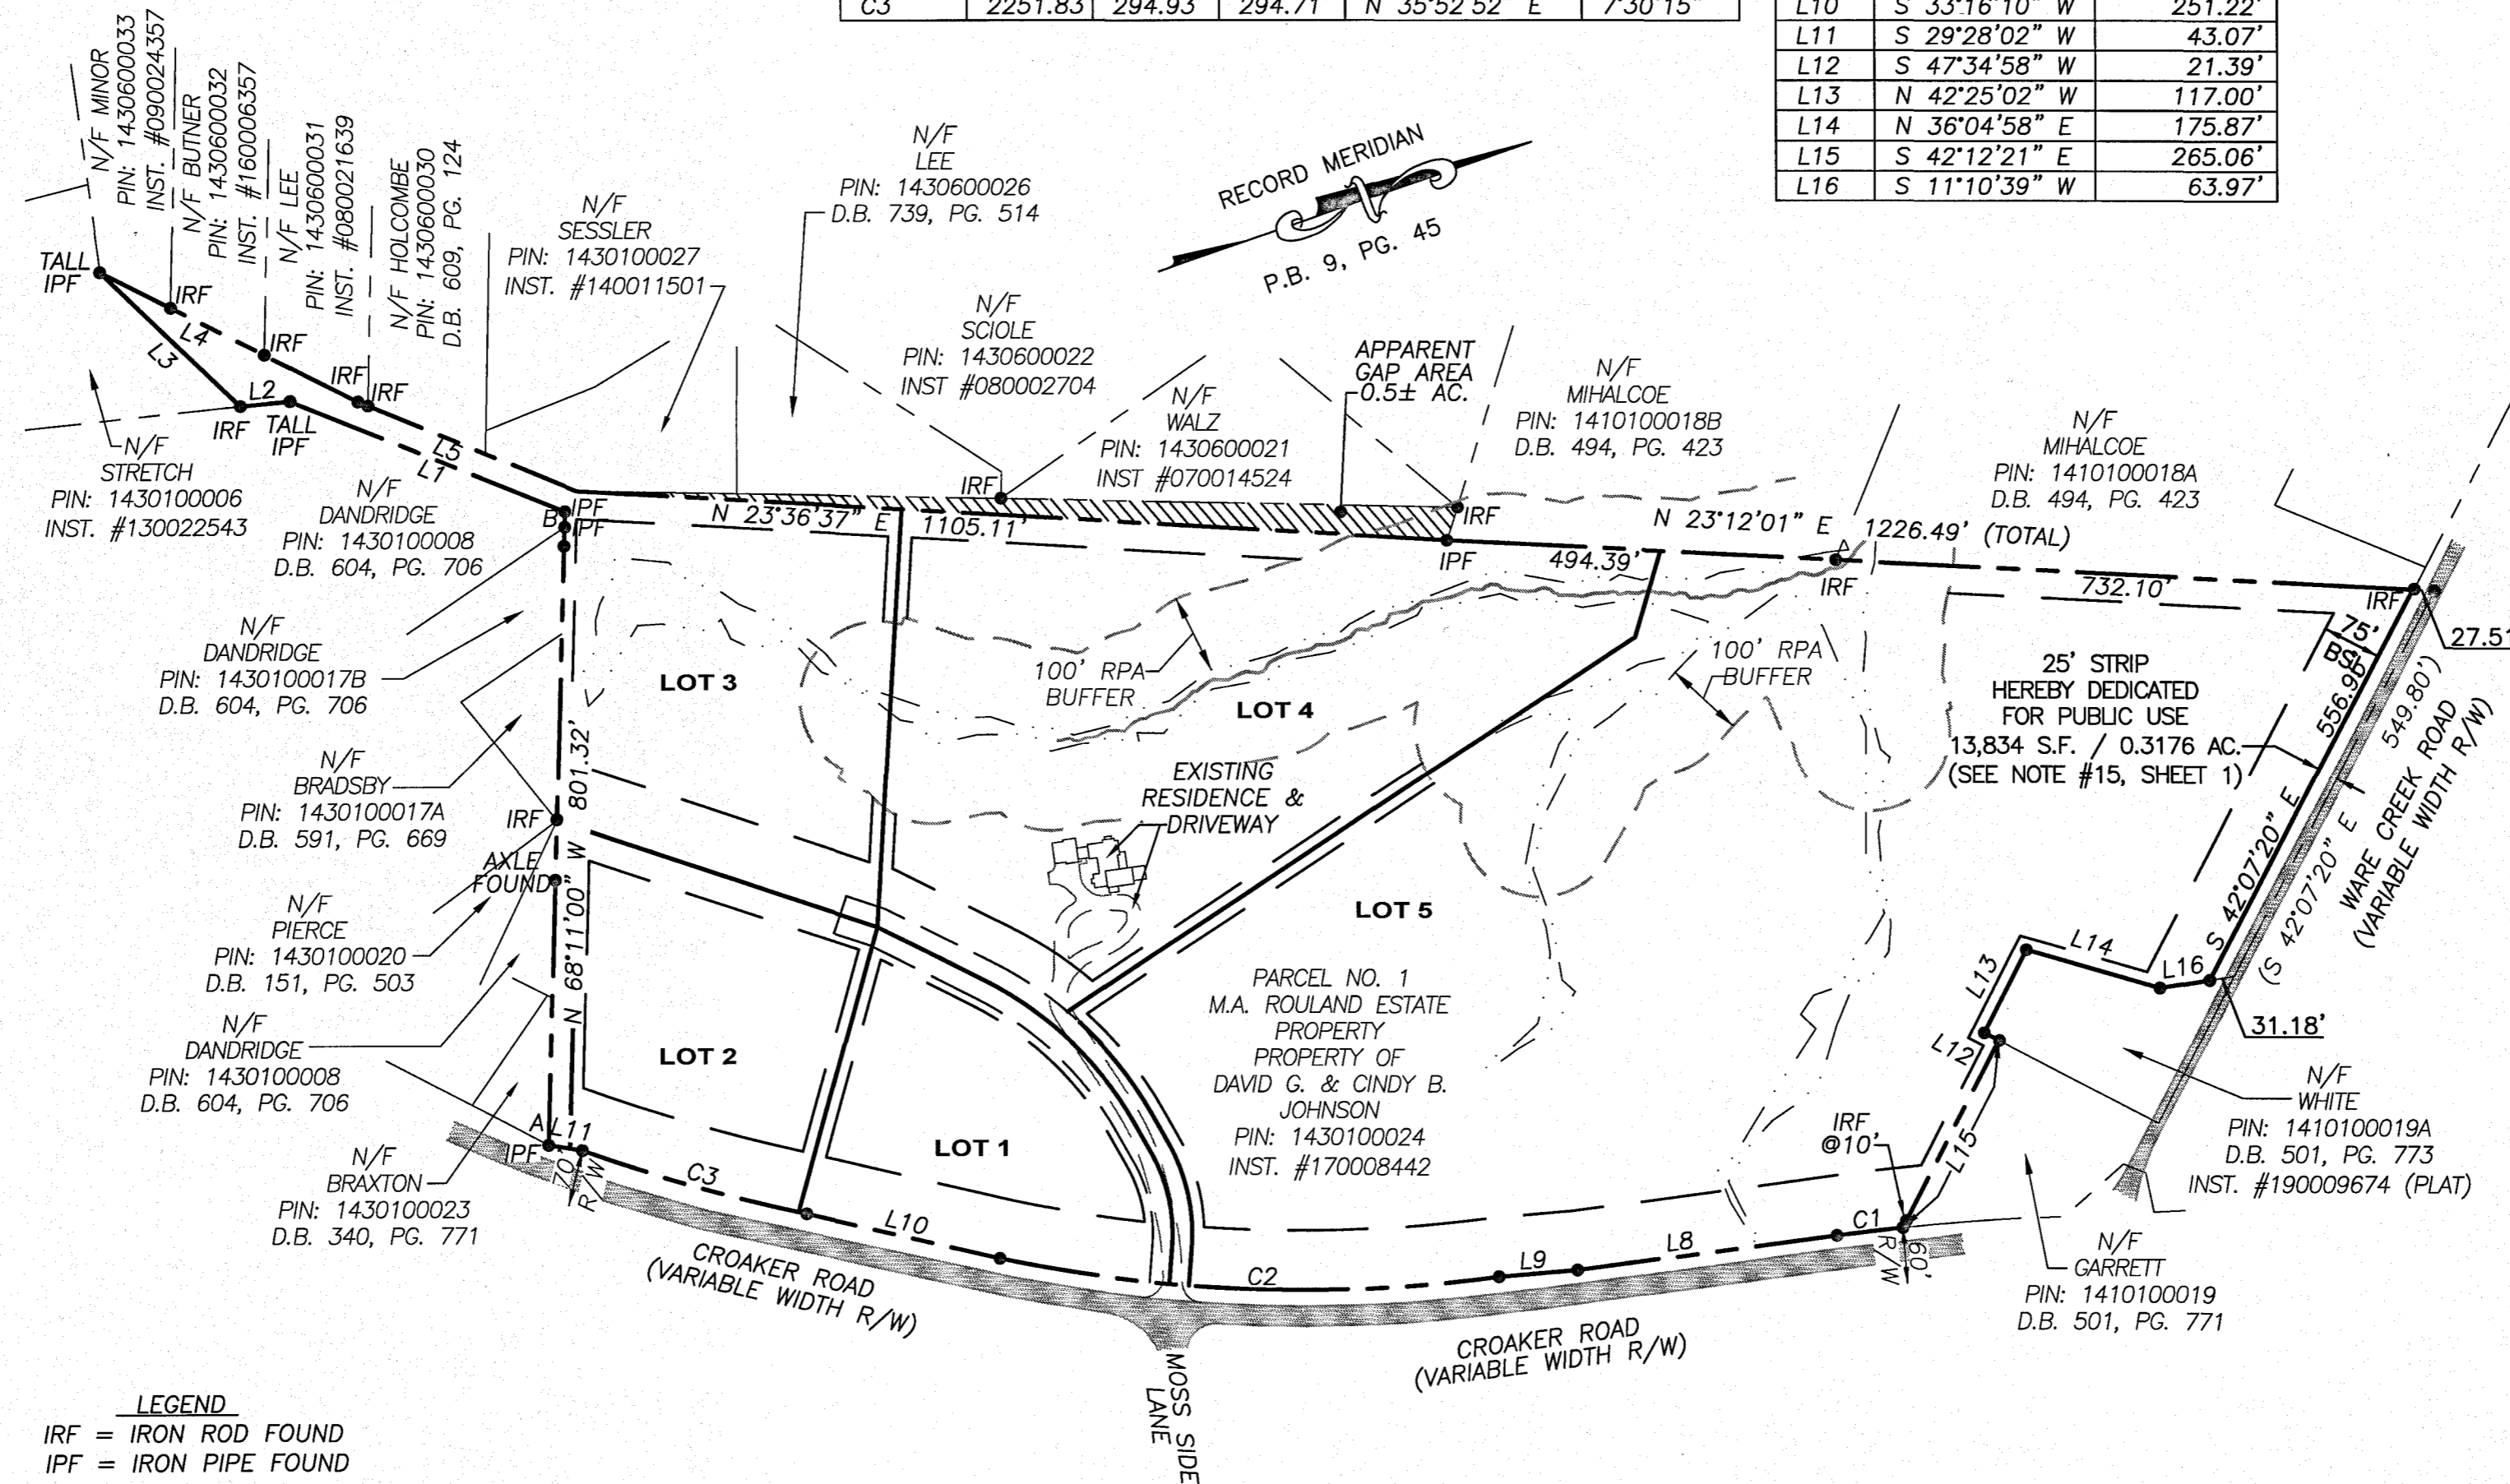 C3 2251.83 294.93 294.71 N 35°52'52" E 7°30'15"
L10 S 33°16'10" W 251.22'
L11 S 29°28'02" W 43.07'
L12 S 47°34'58" W 21.39'
L13 N 42°25'02" W 117.00'
L14 N 36°04'58" E 175.87'
L15 S 42°12'21" E 265.06'
L16 S 11°10'39" W 63.97'
N/F MINOR
PIN: 1430600033
INST. #090024357
N/F BUTNER
PIN: 1430600032
INST. #160006357
N/F LEE
PIN: 1430600031
INST. #080021639
N/F HOLCOMBE
PIN: 1430600030
D.B. 609, PG. 124
N/F
SESSLER
PIN: 1430100027
INST. #140011501
N/F
LEE
PIN: 1430600026
D.B. 739, PG. 514
RECORD MERIDIAN
P.B. 9, PG. 45
N/F
SCIOLE
PIN: 1430600022
INST #080002704
N/F
WALZ
PIN: 1430600021
INST #070014524
APPARENT
GAP AREA
0.5± AC.
N/F
MIHALCOE
PIN: 1410100018B
D.B. 494, PG. 423
N/F
MIHALCOE
PIN: 1410100018A
D.B. 494, PG. 423
TALL
IPF
IRF
L4
IRF
L3
IRF
IRF
L2
IRF
TALL
IPF
L5
L1
N/F
STRETCH
PIN: 1430100006
INST. #130022543
N/F
DANDRIDGE
PIN: 1430100008
D.B. 604, PG. 706
IPF
B
IPF
N 23°36'37" E 1105.11'
IRF
IRF
IPF
N 23°12'01" E 1226.49' (TOTAL)
494.39'
A
IRF
732.10'
IRF
27.51'
75'
BSL
556.96'
S 42°07'20" E
(S 42°07'20" E 549.80')
WARE CREEK ROAD
(VARIABLE WIDTH R/W)
25' STRIP
HEREBY DEDICATED
FOR PUBLIC USE
13,834 S.F. / 0.3176 AC.
(SEE NOTE #15, SHEET 1)
N/F
DANDRIDGE
PIN: 1430100017B
D.B. 604, PG. 706
LOT 3
100' RPA
BUFFER
LOT 4
100' RPA
BUFFER
N/F
BRADSBY
PIN: 1430100017A
D.B. 591, PG. 669
IRF
AXLE
FOUND
N 68°11'00" W 801.32'
EXISTING
RESIDENCE &
DRIVEWAY
N/F
PIERCE
PIN: 1430100020
D.B. 151, PG. 503
LOT 5
PARCEL NO. 1
M.A. ROULAND ESTATE
PROPERTY
PROPERTY OF
DAVID G. & CINDY B.
JOHNSON
PIN: 1430100024
INST. #170008442
N/F
DANDRIDGE
PIN: 1430100008
D.B. 604, PG. 706
LOT 2
LOT 1
L14
L16
L13
L12
31.18'
L15
IRF
@10'
N/F
WHITE
PIN: 1410100019A
D.B. 501, PG. 773
INST. #190009674 (PLAT)
A
L11
IPF
70'
R/W
N/F
BRAXTON
PIN: 1430100023
D.B. 340, PG. 771
C3
L10
C2
L9
L8
C1
60'
R/W
CROAKER ROAD
(VARIABLE WIDTH R/W)
CROAKER ROAD
(VARIABLE WIDTH R/W)
MOSS SIDE
LANE
N/F
GARRETT
PIN: 1410100019
D.B. 501, PG. 771
LEGEND
IRF = IRON ROD FOUND
IPF = IRON PIPE FOUND